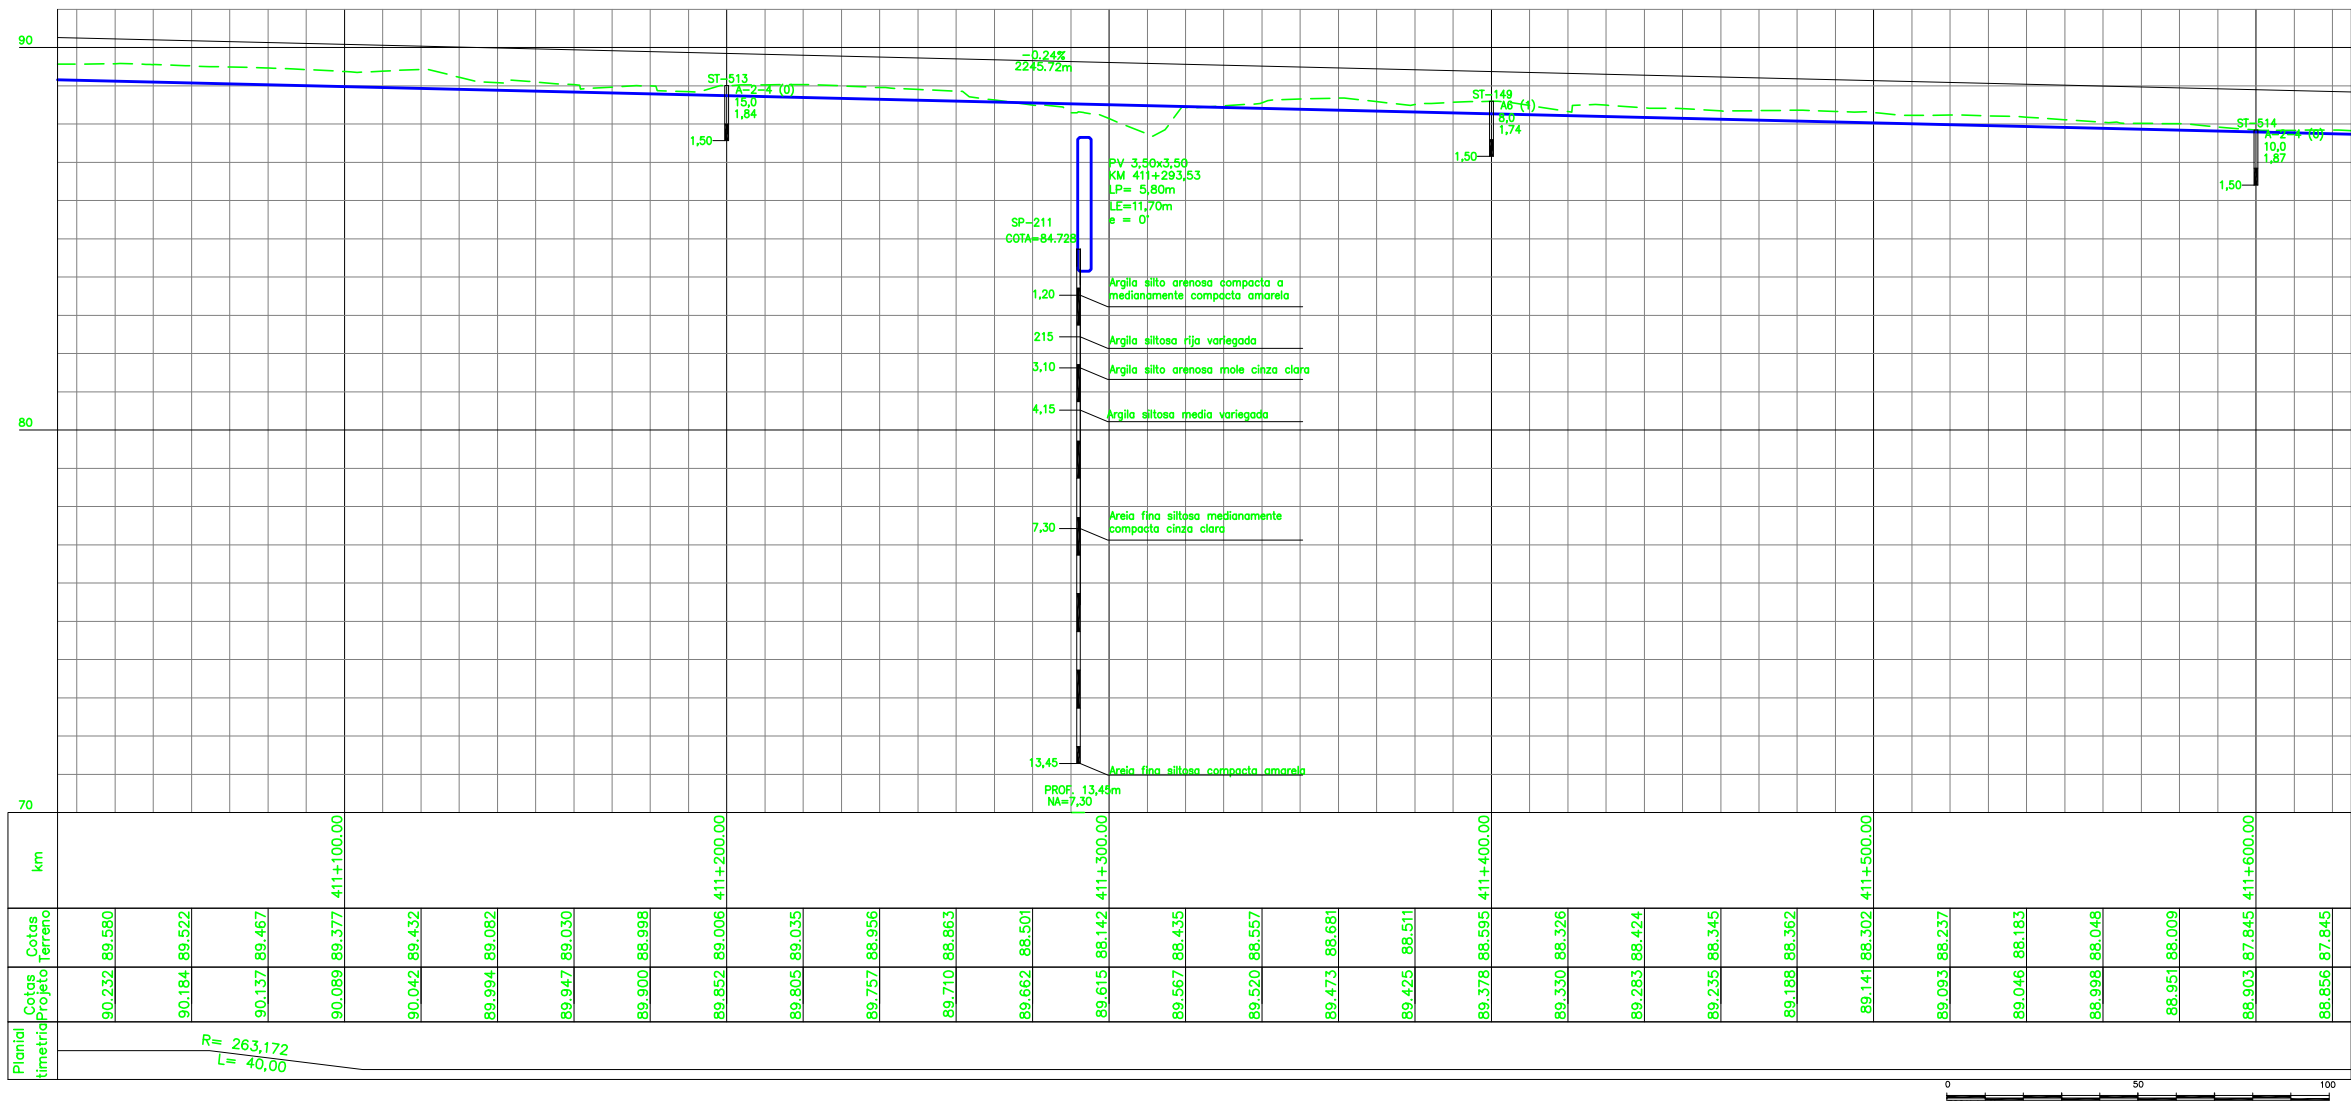 90
-0.24%
2245.72m
ST-513
A-2-4 (0)
15,0
1,84
1,50
ST-149
A6 (1)
8,0
1,74
1,50
ST-514
A-2-4 (0)
10,0
1,87
1,50
PV 3,50x3,50
KM 411+293,53
LP= 5,80m
LE=11,70m
e = 0°
SP-211
COTA=84.728
1,20
Argila silto arenosa compacta a
medianamente compacta amarela
215
Argila siltosa rija variegada
3,10
Argila silto arenosa mole cinza clara
4,15
Argila siltosa media variegada
80
7,30
Areia fina siltosa medianamente
compacta cinza clara
13,45
Areia fina siltosa compacta amarela
PROF. 13,45m
NA=7,30
70
km
411+100.00
411+200.00
411+300.00
411+400.00
411+500.00
411+600.00
Cotas
Terreno
89.580
89.522
89.467
89.377
89.432
89.082
89.030
88.998
89.006
89.035
88.956
88.863
88.501
88.142
88.435
88.557
88.681
88.511
88.595
88.326
88.424
88.345
88.362
88.302
88.237
88.183
88.048
88.009
87.845
87.845
Cotas
Projeto
90.232
90.184
90.137
90.089
90.042
89.994
89.947
89.900
89.852
89.805
89.757
89.710
89.662
89.615
89.567
89.520
89.473
89.425
89.378
89.330
89.283
89.235
89.188
89.141
89.093
89.046
88.998
88.951
88.903
88.856
Planial
timetria
R= 263,172
L= 40,00
0
50
100